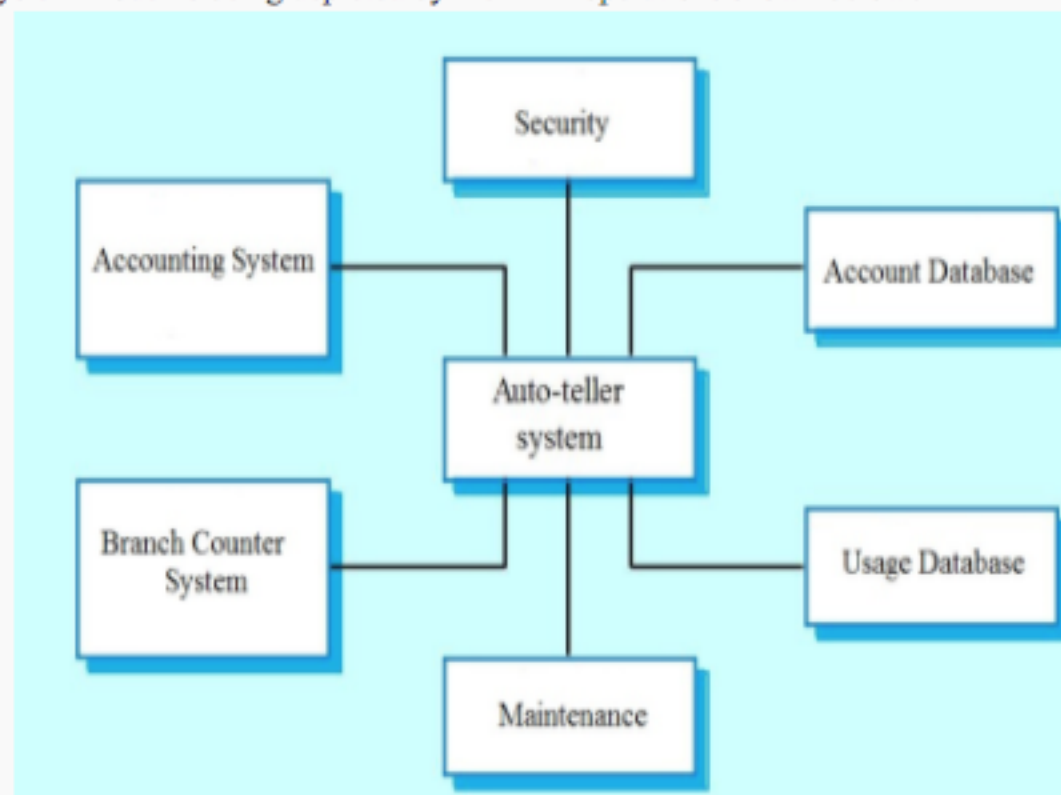 Security
Accounting System
Account Database
Auto-teller
system
Branch Counter
System
Usage Database
Maintenance